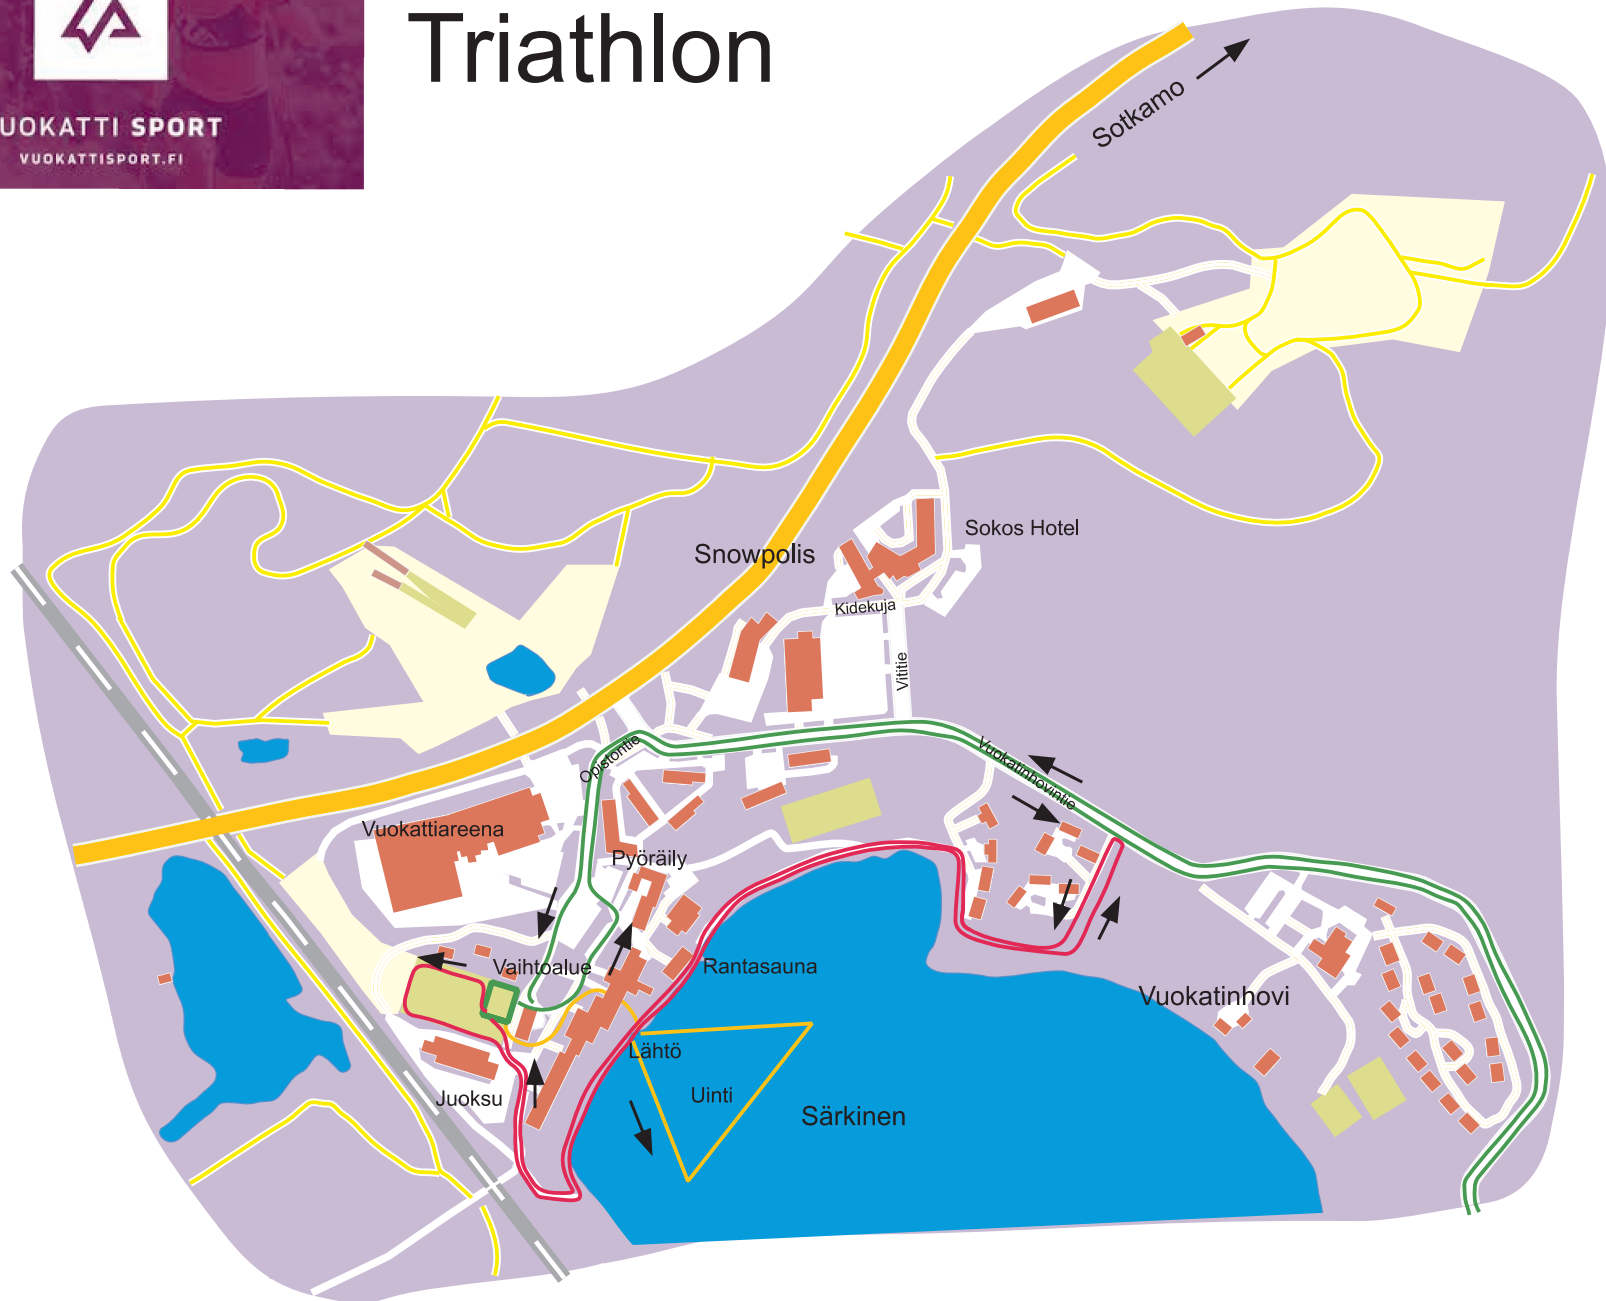 Triathlon
UOKATTI SPORT
VUOKATTISPORT.FI
Sotkamo
Sokos Hotel
Snowpolis
Kidekuja
Vititie
Opistontie
Vuokatinhovintie
Vuokattiareena
Pyöräily
Vaihtoalue
Rantasauna
Vuokatinhovi
Lähtö
Juoksu
Uinti
Särkinen